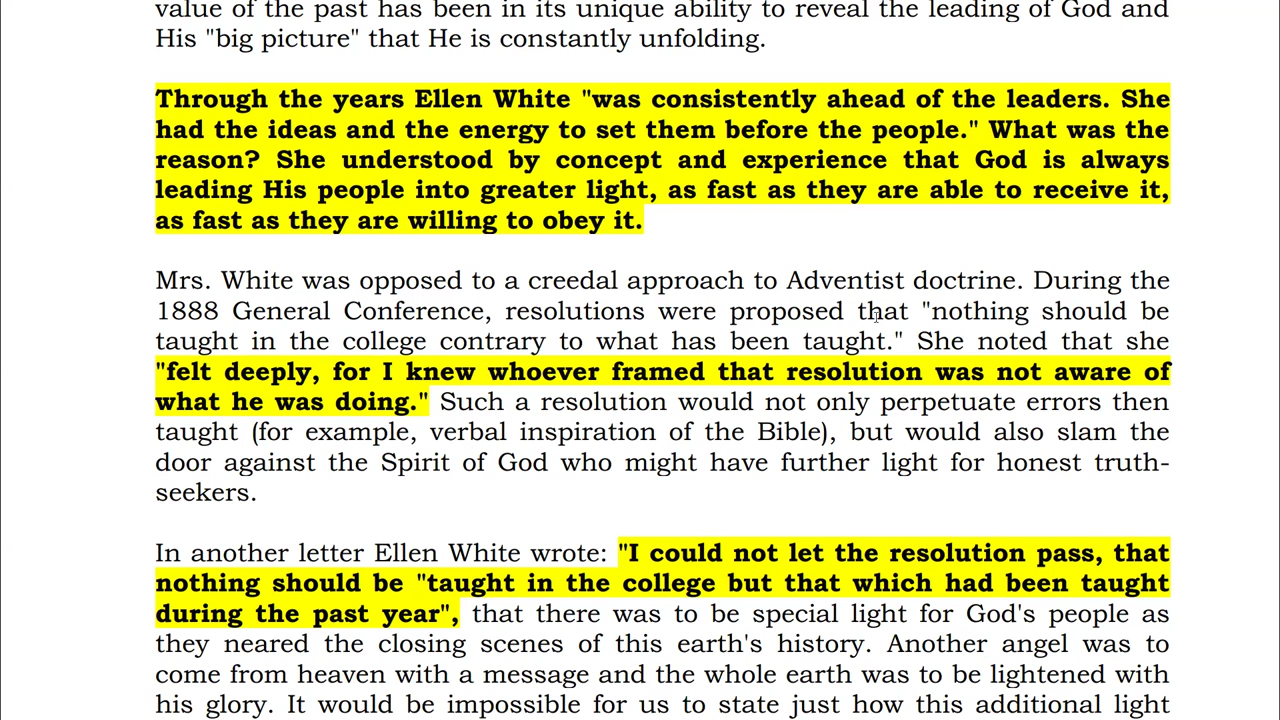 value of the past has been in its unique ability to reveal the leading of God and
His "big picture" that He is constantly unfolding.
Through the years Ellen White "was consistently ahead of the leaders. She
had the ideas and the energy to set them before the people." What was the
reason? She understood by concept and experience that God is always
leading His people into greater light, as fast as they are able to receive it,
as fast as they are willing to obey it.
Mrs. White was opposed to a creedal approach to Adventist doctrine. During the
1888 General Conference, resolutions were proposed that "nothing should be
taught in the college contrary to what has been taught." She noted that she
"felt deeply, for I knew whoever framed that resolution was not aware of
what he was doing." Such a resolution would not only perpetuate errors then
taught (for example, verbal inspiration of the Bible), but would also slam the
door against the Spirit of God who might have further light for honest truth-
seekers.
In another letter Ellen White wrote: "I could not let the resolution pass, that
nothing should be "taught in the college but that which had been taught
during the past year", that there was to be special light for God's people as
they neared the closing scenes of this earth's history. Another angel was to
come from heaven with a message and the whole earth was to be lightened with
his glory. It would be impossible for us to state just how this additional light